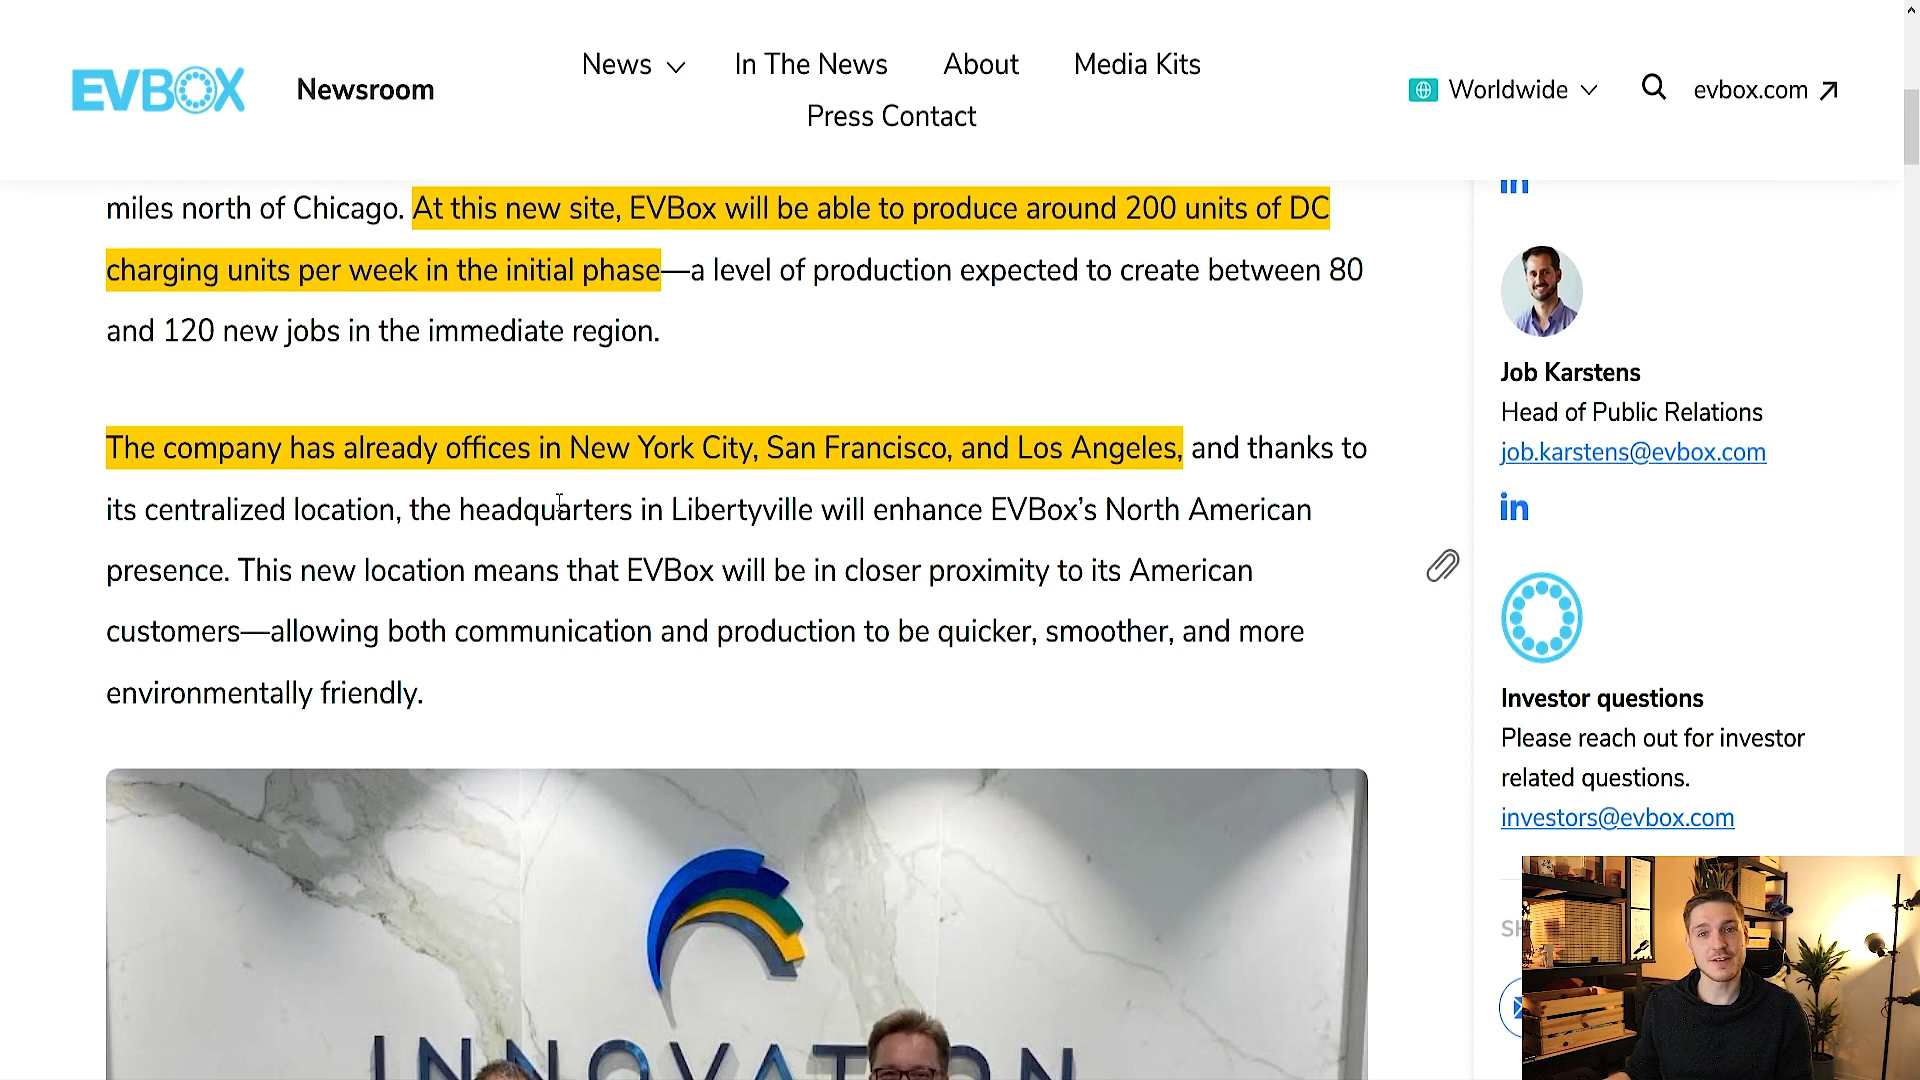 EVBOX
Newsroom
News
In The News
About
Media Kits
Press Contact
Worldwide
evbox.com
miles north of Chicago. At this new site, EVBox will be able to produce around 200 units of DC
charging units per week in the initial phase—a level of production expected to create between 80
and 120 new jobs in the immediate region.
The company has already offices in New York City, San Francisco, and Los Angeles, and thanks to
its centralized location, the headquarters in Libertyville will enhance EVBox’s North American
presence. This new location means that EVBox will be in closer proximity to its American
customers—allowing both communication and production to be quicker, smoother, and more
environmentally friendly.
INNOVATION
in
Job Karstens
Head of Public Relations
job.karstens@evbox.com
in
Investor questions
Please reach out for investor
related questions.
investors@evbox.com